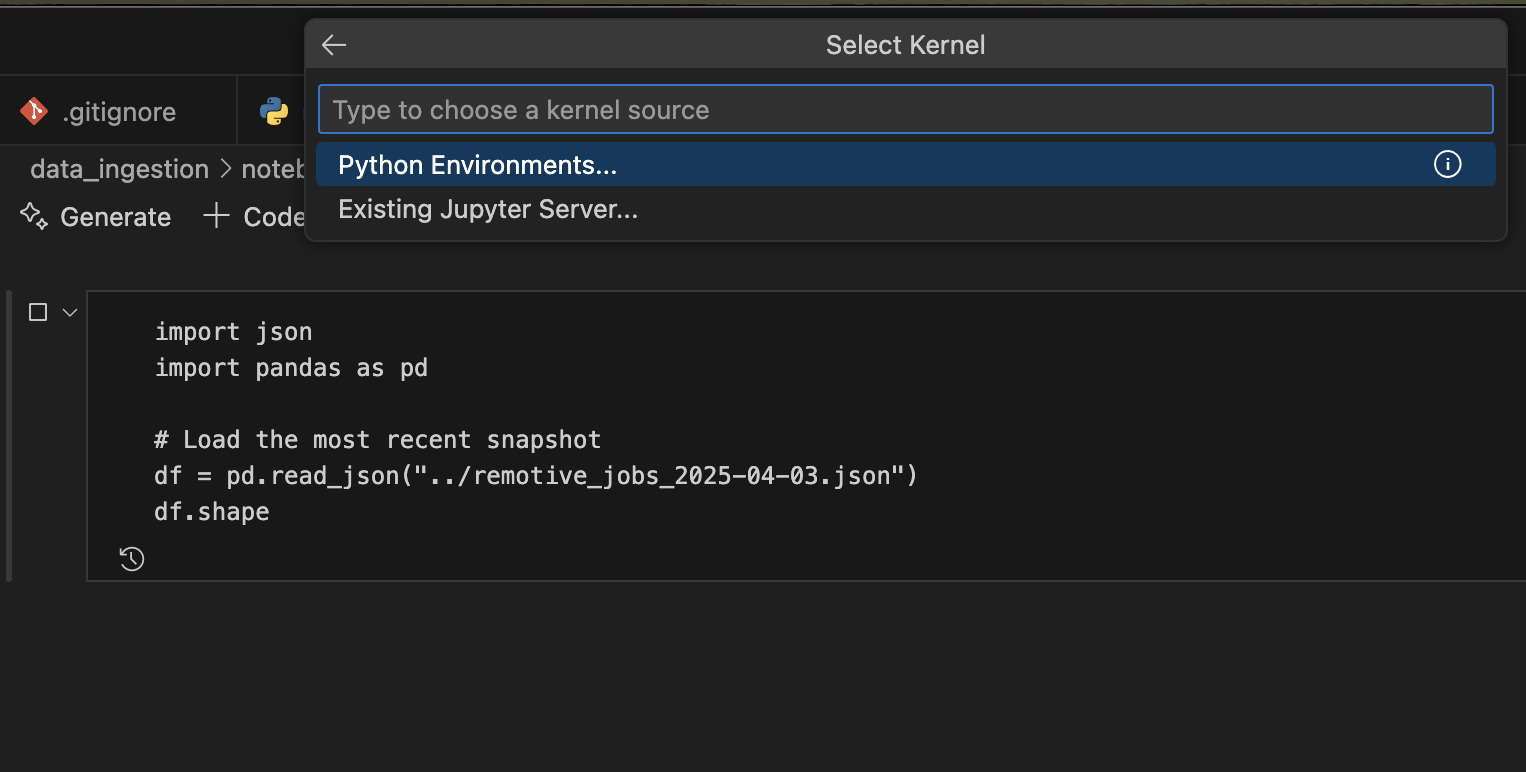 Select Kernel
Type to choose a kernel source
Python Environments...
Existing Jupyter Server...
.gitignore
data_ingestion > noteb
Generate + Code
import json
import pandas as pd
# Load the most recent snapshot
df = pd.read_json("../remotive_jobs_2025-04-03.json")
df.shape